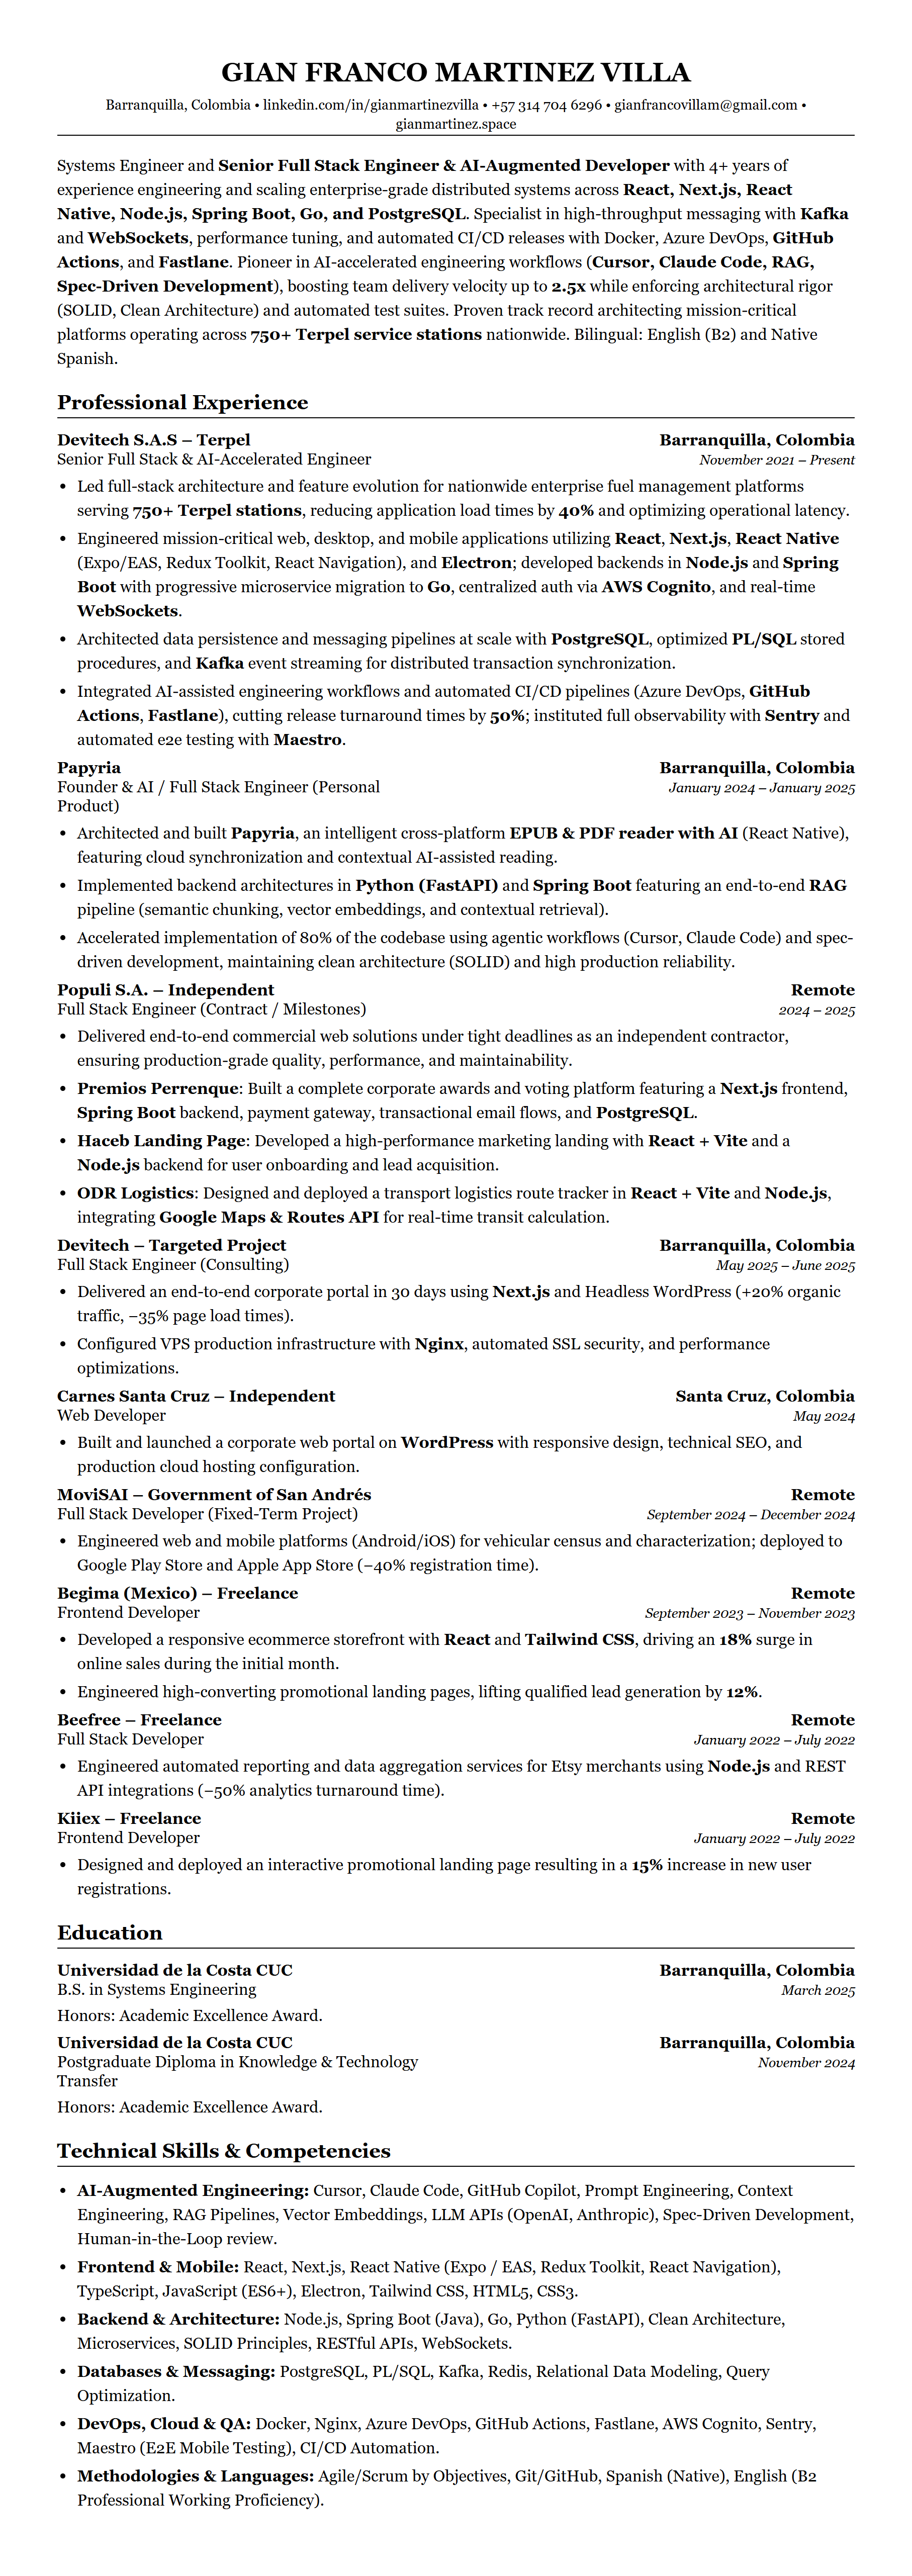 GIAN FRANCO MARTINEZ VILLA
Barranquilla, Colombia • linkedin.com/in/gianmartinezvilla • +57 314 704 6296 • gianfrancovillam@gmail.com •
gianmartinez.space
Systems Engineer and Senior Full Stack Engineer & AI-Augmented Developer with 4+ years of
experience engineering and scaling enterprise-grade distributed systems across React, Next.js, React
Native, Node.js, Spring Boot, Go, and PostgreSQL. Specialist in high-throughput messaging with Kafka
and WebSockets, performance tuning, and automated CI/CD releases with Docker, Azure DevOps, GitHub
Actions, and Fastlane. Pioneer in AI-accelerated engineering workflows (Cursor, Claude Code, RAG,
Spec-Driven Development), boosting team delivery velocity up to 2.5x while enforcing architectural rigor
(SOLID, Clean Architecture) and automated test suites. Proven track record architecting mission-critical
platforms operating across 750+ Terpel service stations nationwide. Bilingual: English (B2) and Native
Spanish.
Professional Experience
Devitech S.A.S – Terpel Barranquilla, Colombia
Senior Full Stack & AI-Accelerated Engineer November 2021 – Present
• Led full-stack architecture and feature evolution for nationwide enterprise fuel management platforms
serving 750+ Terpel stations, reducing application load times by 40% and optimizing operational latency.
• Engineered mission-critical web, desktop, and mobile applications utilizing React, Next.js, React Native
(Expo/EAS, Redux Toolkit, React Navigation), and Electron; developed backends in Node.js and Spring
Boot with progressive microservice migration to Go, centralized auth via AWS Cognito, and real-time
WebSockets.
• Architected data persistence and messaging pipelines at scale with PostgreSQL, optimized PL/SQL stored
procedures, and Kafka event streaming for distributed transaction synchronization.
• Integrated AI-assisted engineering workflows and automated CI/CD pipelines (Azure DevOps, GitHub
Actions, Fastlane), cutting release turnaround times by 50%; instituted full observability with Sentry and
automated e2e testing with Maestro.
Papyria Barranquilla, Colombia
Founder & AI / Full Stack Engineer (Personal January 2024 – January 2025
Product)
• Architected and built Papyria, an intelligent cross-platform EPUB & PDF reader with AI (React Native),
featuring cloud synchronization and contextual AI-assisted reading.
• Implemented backend architectures in Python (FastAPI) and Spring Boot featuring an end-to-end RAG
pipeline (semantic chunking, vector embeddings, and contextual retrieval).
• Accelerated implementation of 80% of the codebase using agentic workflows (Cursor, Claude Code) and spec-
driven development, maintaining clean architecture (SOLID) and high production reliability.
Populi S.A. – Independent Remote
Full Stack Engineer (Contract / Milestones) 2024 – 2025
• Delivered end-to-end commercial web solutions under tight deadlines as an independent contractor,
ensuring production-grade quality, performance, and maintainability.
• Premios Perrenque: Built a complete corporate awards and voting platform featuring a Next.js frontend,
Spring Boot backend, payment gateway, transactional email flows, and PostgreSQL.
• Haceb Landing Page: Developed a high-performance marketing landing with React + Vite and a
Node.js backend for user onboarding and lead acquisition.
• ODR Logistics: Designed and deployed a transport logistics route tracker in React + Vite and Node.js,
integrating Google Maps & Routes API for real-time transit calculation.
Devitech – Targeted Project Barranquilla, Colombia
Full Stack Engineer (Consulting) May 2025 – June 2025
• Delivered an end-to-end corporate portal in 30 days using Next.js and Headless WordPress (+20% organic
traffic, −35% page load times).
• Configured VPS production infrastructure with Nginx, automated SSL security, and performance
optimizations.
Carnes Santa Cruz – Independent Santa Cruz, Colombia
Web Developer May 2024
• Built and launched a corporate web portal on WordPress with responsive design, technical SEO, and
production cloud hosting configuration.
MoviSAI – Government of San Andrés Remote
Full Stack Developer (Fixed-Term Project) September 2024 – December 2024
• Engineered web and mobile platforms (Android/iOS) for vehicular census and characterization; deployed to
Google Play Store and Apple App Store (−40% registration time).
Begima (Mexico) – Freelance Remote
Frontend Developer September 2023 – November 2023
• Developed a responsive ecommerce storefront with React and Tailwind CSS, driving an 18% surge in
online sales during the initial month.
• Engineered high-converting promotional landing pages, lifting qualified lead generation by 12%.
Beefree – Freelance Remote
Full Stack Developer January 2022 – July 2022
• Engineered automated reporting and data aggregation services for Etsy merchants using Node.js and REST
API integrations (−50% analytics turnaround time).
Kiiex – Freelance Remote
Frontend Developer January 2022 – July 2022
• Designed and deployed an interactive promotional landing page resulting in a 15% increase in new user
registrations.
Education
Universidad de la Costa CUC Barranquilla, Colombia
B.S. in Systems Engineering March 2025
Honors: Academic Excellence Award.
Universidad de la Costa CUC Barranquilla, Colombia
Postgraduate Diploma in Knowledge & Technology November 2024
Transfer
Honors: Academic Excellence Award.
Technical Skills & Competencies
• AI-Augmented Engineering: Cursor, Claude Code, GitHub Copilot, Prompt Engineering, Context
Engineering, RAG Pipelines, Vector Embeddings, LLM APIs (OpenAI, Anthropic), Spec-Driven Development,
Human-in-the-Loop review.
• Frontend & Mobile: React, Next.js, React Native (Expo / EAS, Redux Toolkit, React Navigation),
TypeScript, JavaScript (ES6+), Electron, Tailwind CSS, HTML5, CSS3.
• Backend & Architecture: Node.js, Spring Boot (Java), Go, Python (FastAPI), Clean Architecture,
Microservices, SOLID Principles, RESTful APIs, WebSockets.
• Databases & Messaging: PostgreSQL, PL/SQL, Kafka, Redis, Relational Data Modeling, Query
Optimization.
• DevOps, Cloud & QA: Docker, Nginx, Azure DevOps, GitHub Actions, Fastlane, AWS Cognito, Sentry,
Maestro (E2E Mobile Testing), CI/CD Automation.
• Methodologies & Languages: Agile/Scrum by Objectives, Git/GitHub, Spanish (Native), English (B2
Professional Working Proficiency).